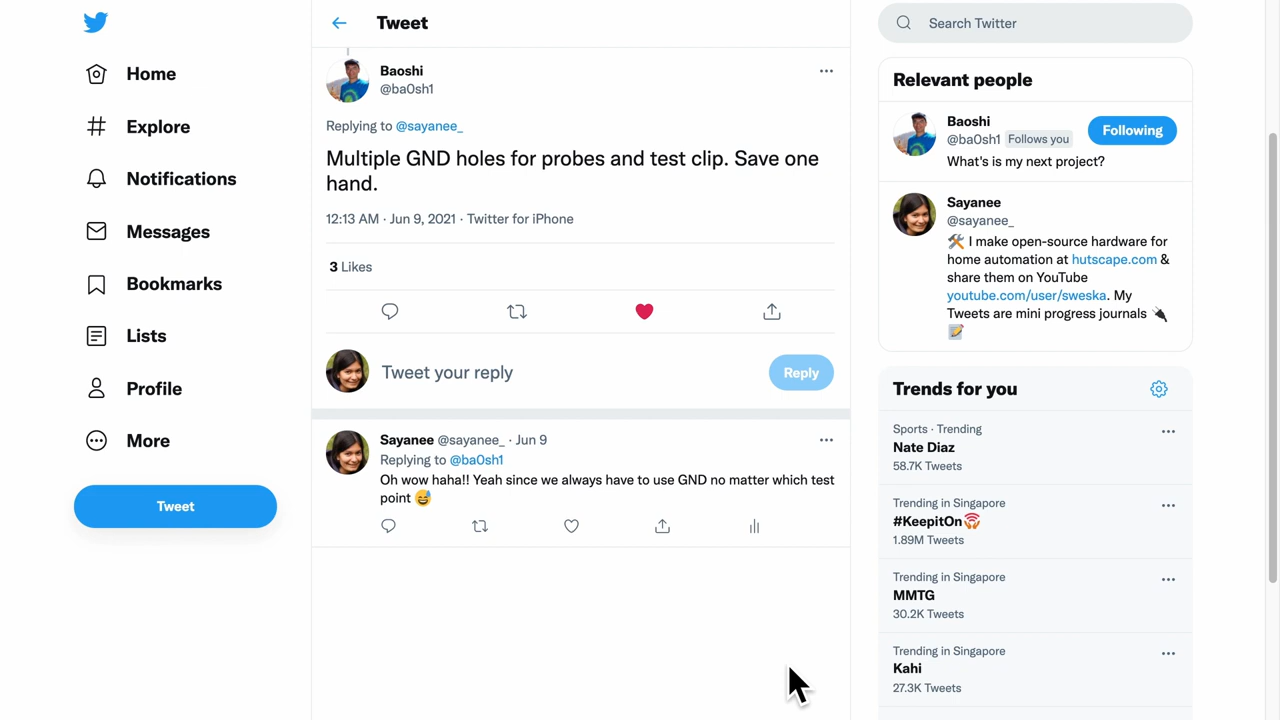 Home
Explore
Notifications
Messages
Bookmarks
Lists
Profile
More
Tweet
Tweet
Baoshi
@ba0sh1
Replying to @sayanee_
Multiple GND holes for probes and test clip. Save one
hand.
12:13 AM · Jun 9, 2021 · Twitter for iPhone
3 Likes
Tweet your reply
Reply
Sayanee @sayanee_ · Jun 9
Replying to @ba0sh1
Oh wow haha!! Yeah since we always have to use GND no matter which test
point 😅
Search Twitter
Relevant people
Baoshi
@ba0sh1 Follows you
Following
What's is my next project?
Sayanee
@sayanee_
🛠️ I make open-source hardware for
home automation at hutscape.com &
share them on YouTube
youtube.com/user/sweska. My
Tweets are mini progress journals 🔌
📝
Trends for you
Sports · Trending
Nate Diaz
58.7K Tweets
Trending in Singapore
#KeepitOn
1.89M Tweets
Trending in Singapore
MMTG
30.2K Tweets
Trending in Singapore
Kahi
27.3K Tweets